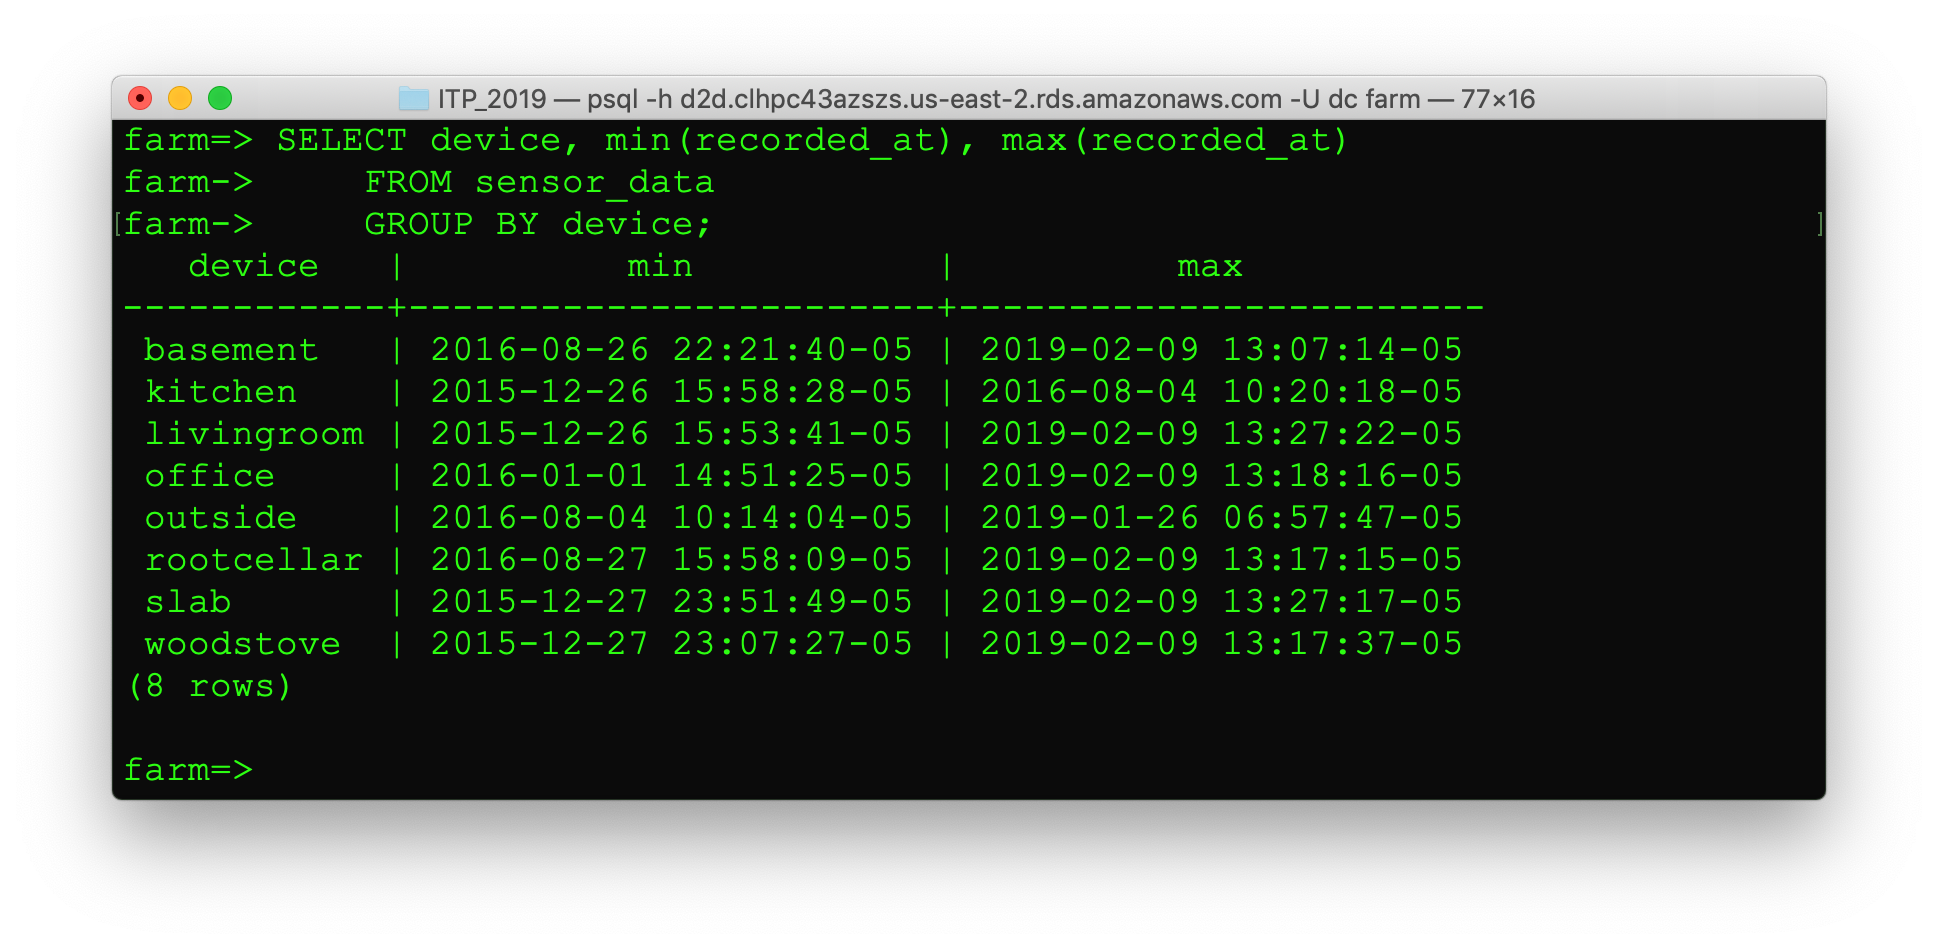 ITP_2019 — psql -h d2d.clhpc43azszs.us-east-2.rds.amazonaws.com -U dc farm — 77×16
farm=> SELECT device, min(recorded_at), max(recorded_at)
farm->     FROM sensor_data
[farm->     GROUP BY device;]
   device   |          min           |          max
------------+------------------------+------------------------
 basement   | 2016-08-26 22:21:40-05 | 2019-02-09 13:07:14-05
 kitchen    | 2015-12-26 15:58:28-05 | 2016-08-04 10:20:18-05
 livingroom | 2015-12-26 15:53:41-05 | 2019-02-09 13:27:22-05
 office     | 2016-01-01 14:51:25-05 | 2019-02-09 13:18:16-05
 outside    | 2016-08-04 10:14:04-05 | 2019-01-26 06:57:47-05
 rootcellar | 2016-08-27 15:58:09-05 | 2019-02-09 13:17:15-05
 slab       | 2015-12-27 23:51:49-05 | 2019-02-09 13:27:17-05
 woodstove  | 2015-12-27 23:07:27-05 | 2019-02-09 13:17:37-05
(8 rows)
farm=>